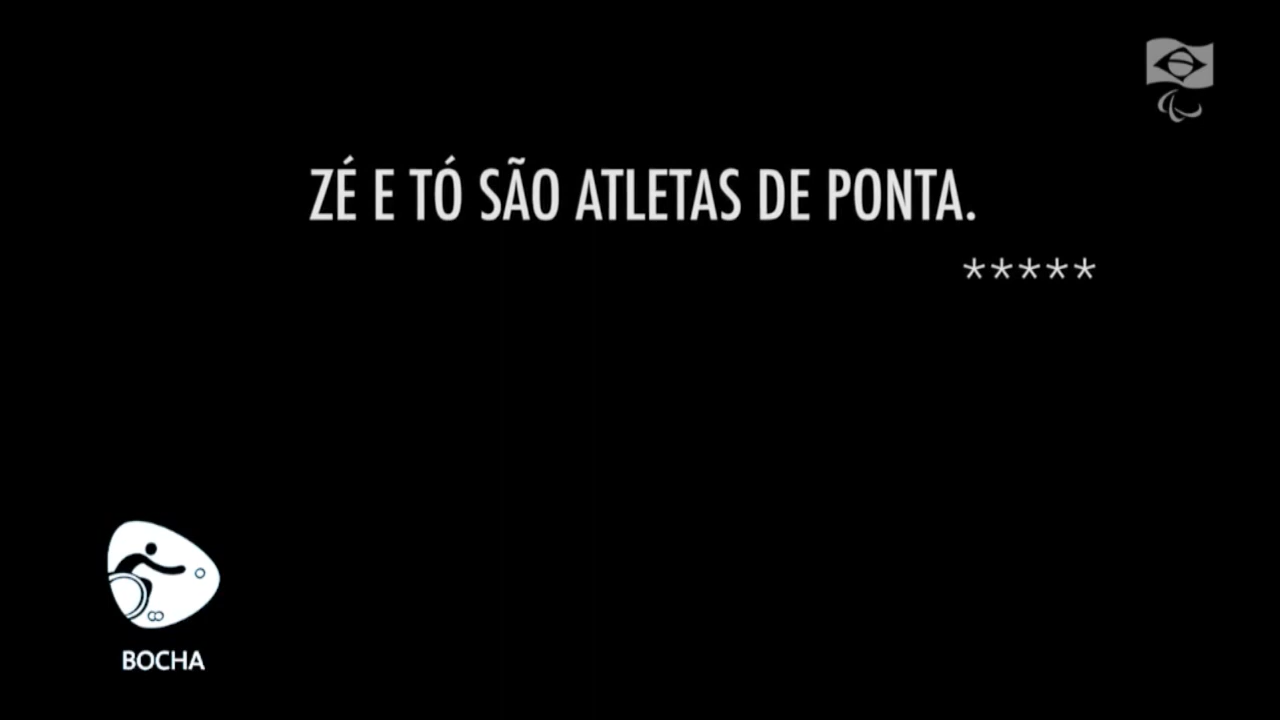 ZÉ E TÓ SÃO ATLETAS DE PONTA.
*****
BOCHA